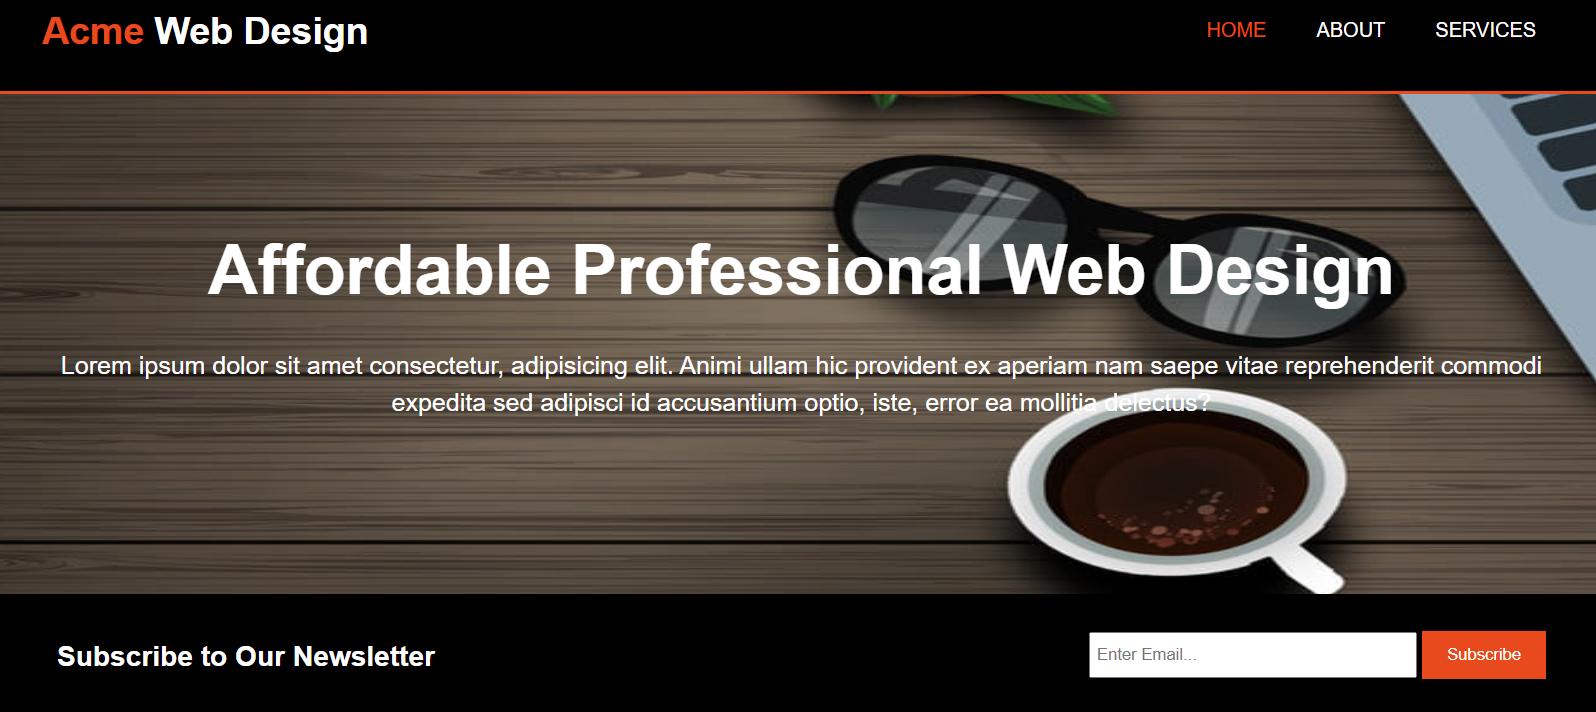 Acme Web Design
HOME ABOUT SERVICES
Affordable Professional Web Design
Lorem ipsum dolor sit amet consectetur, adipisicing elit. Animi ullam hic provident ex aperiam nam saepe vitae reprehenderit commodi
expedita sed adipisci id accusantium optio, iste, error ea mollitia delectus?
Subscribe to Our Newsletter
Enter Email...
Subscribe